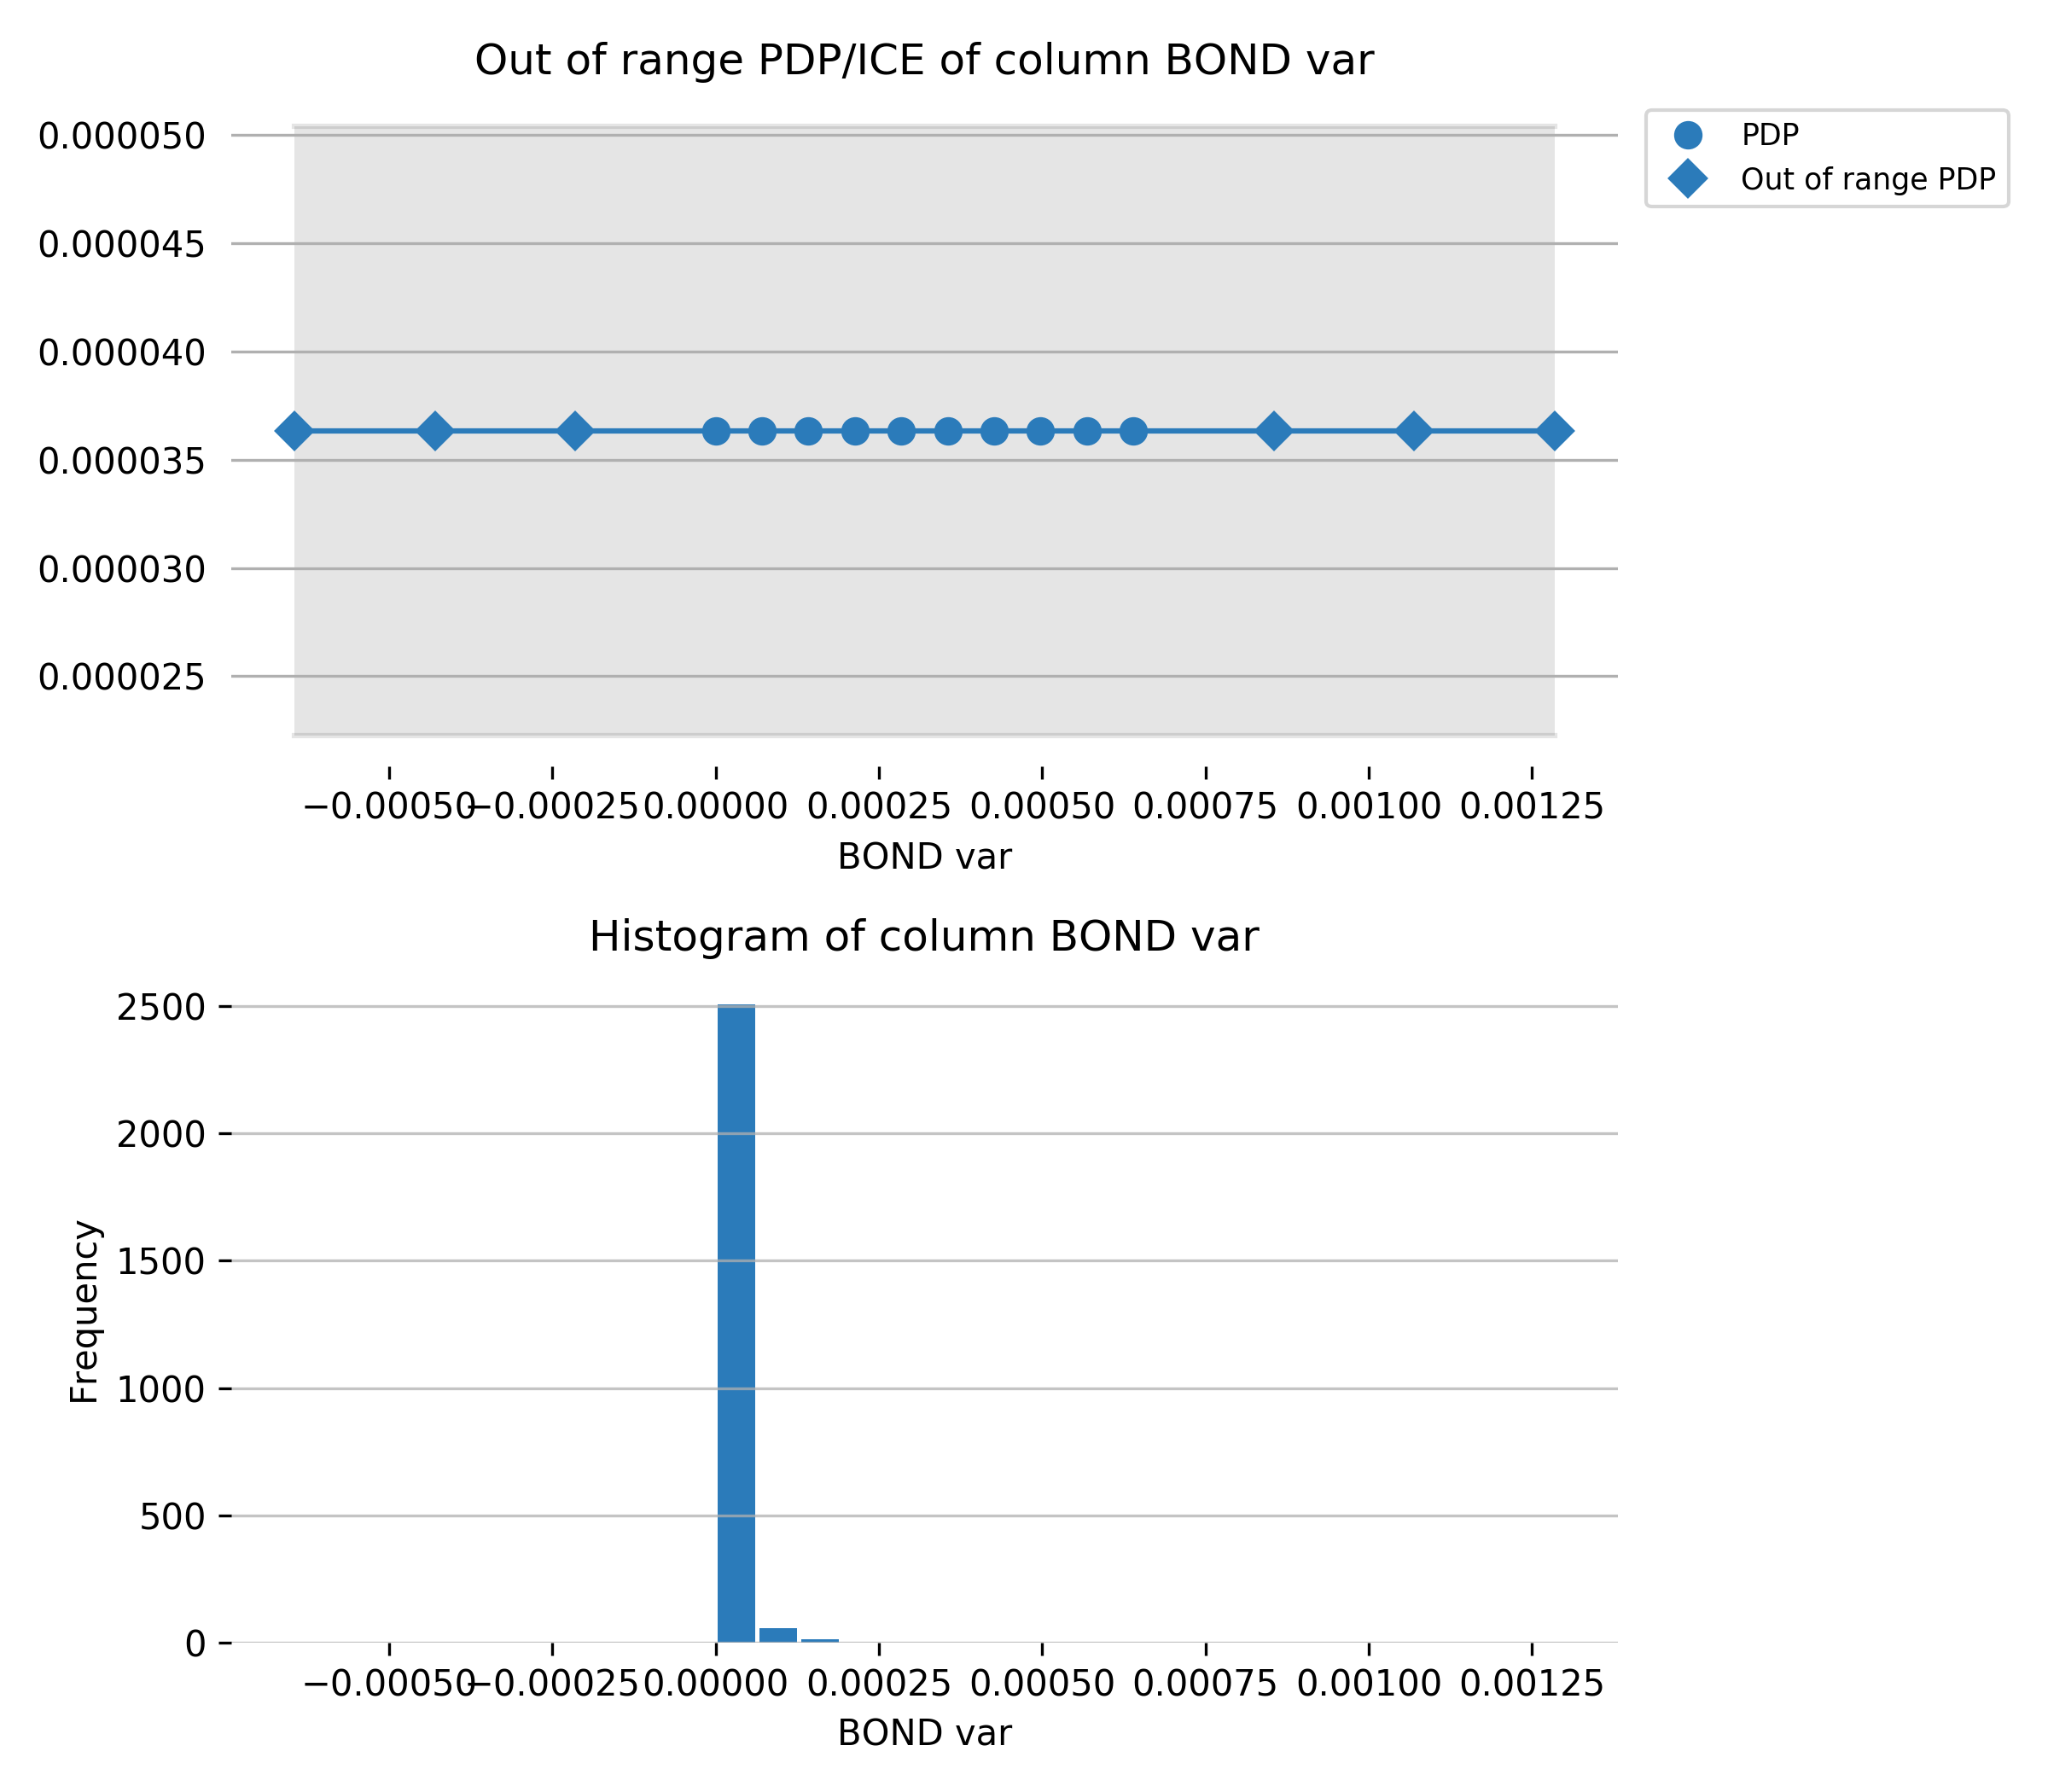 Out of range PDP/ICE of column BOND var
PDP
Out of range PDP
0.000050
0.000045
0.000040
0.000035
0.000030
0.000025
−0.00050 −0.00025 0.00000 0.00025 0.00050 0.00075 0.00100 0.00125
BOND var
Histogram of column BOND var
2500
2000
1500
1000
500
0
Frequency
−0.00050 −0.00025 0.00000 0.00025 0.00050 0.00075 0.00100 0.00125
BOND var